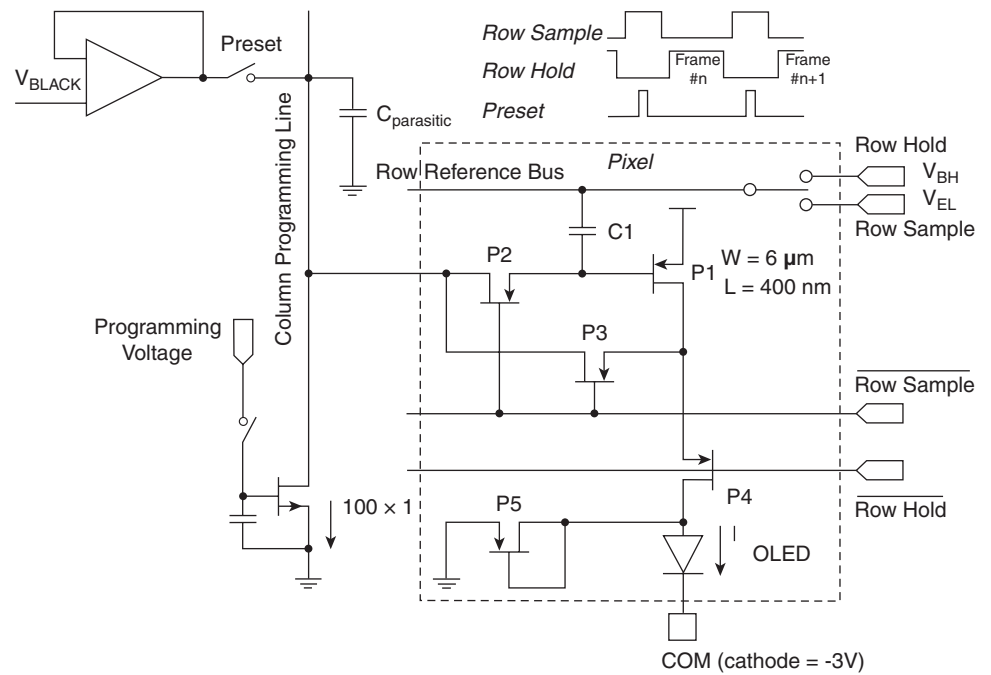 Preset
V_BLACK
Column Programming Line
C_parasitic
Row Sample
Row Hold
Frame
#n
Frame
#n+1
Preset
Row Reference Bus
Pixel
Row Hold
V_BH
V_EL
Row Sample
C1
P2
P1
W = 6 µm
L = 400 nm
P3
Programming
Voltage
Row Sample
P4
Row Hold
100 × 1
P5
I
OLED
COM (cathode = -3V)